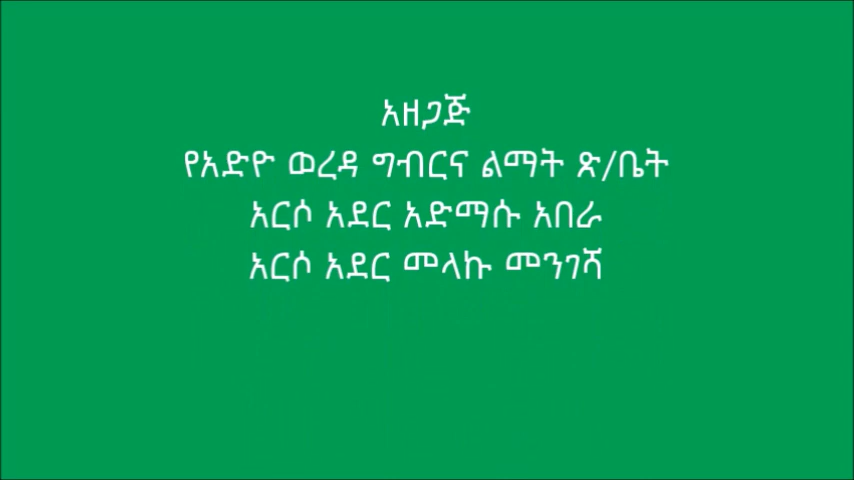 አዘጋጅ
የአድዮ ወረዳ ግብርና ልማት ጽ/ቤት
አርሶ አደር አድማሱ አበራ
አርሶ አደር መላኩ መንገሻ